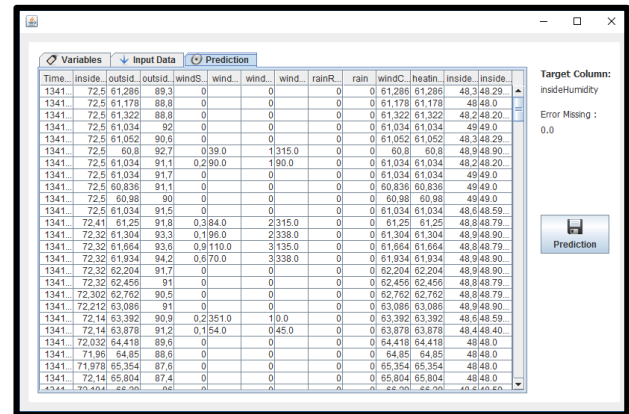 Variables Input Data Prediction
Time... inside... outsid... outsid... windS... wind... wind... wind... rainR... rain windC... heatin... inside... inside...
1341... 72,5 61,286 89,3 0 0 0 0 61,286 61,286 48,3 48.29...
1341... 72,5 61,178 88,8 0 0 0 0 61,178 61,178 48 48.0
1341... 72,5 61,322 88,8 0 0 0 0 61,322 61,322 48,2 48.20...
1341... 72,5 61,034 92 0 0 0 0 61,034 61,034 49 49.0
1341... 72,5 61,052 90,6 0 0 0 0 61,052 61,052 48,3 48.29...
1341... 72,5 60,8 92,7 0 39.0 1 315.0 0 0 60,8 60,8 48,9 48.90...
1341... 72,5 61,034 91,1 0,2 90.0 1 90.0 0 0 61,034 61,034 48,2 48.20...
1341... 72,5 61,034 91,7 0 0 0 0 61,034 61,034 49 49.0
1341... 72,5 60,836 91,1 0 0 0 0 60,836 60,836 49 49.0
1341... 72,5 60,98 90 0 0 0 0 60,98 60,98 49 49.0
1341... 72,5 61,034 91,5 0 0 0 0 61,034 61,034 48,6 48.59...
1341... 72,41 61,25 91,8 0,3 84.0 2 315.0 0 0 61,25 61,25 48,8 48.79...
1341... 72,32 61,304 93,3 0,1 96.0 2 338.0 0 0 61,304 61,304 48,9 48.90...
1341... 72,32 61,664 93,6 0,9 110.0 3 135.0 0 0 61,664 61,664 48,8 48.79...
1341... 72,32 61,934 94,2 0,6 70.0 3 338.0 0 0 61,934 61,934 48,9 48.90...
1341... 72,32 62,204 91,7 0 0 0 0 62,204 62,204 48,9 48.90...
1341... 72,32 62,456 91 0 0 0 0 62,456 62,456 48,8 48.79...
1341... 72,302 62,762 90,5 0 0 0 0 62,762 62,762 48,8 48.79...
1341... 72,212 63,086 91 0 0 0 0 63,086 63,086 48,9 48.90...
1341... 72,14 63,392 90,9 0,2 351.0 1 0.0 0 0 63,392 63,392 48,6 48.59...
1341... 72,14 63,878 91,2 0,1 54.0 0 45.0 0 0 63,878 63,878 48,4 48.40...
1341... 72,032 64,418 89,6 0 0 0 0 64,418 64,418 48 48.0
1341... 71,96 64,85 88,6 0 0 0 0 64,85 64,85 48 48.0
1341... 71,978 65,354 87,6 0 0 0 0 65,354 65,354 48 48.0
1341... 72,14 65,804 87,4 0 0 0 0 65,804 65,804 48 48.0
Target Column:
insideHumidity
Error Missing :
0.0
Prediction